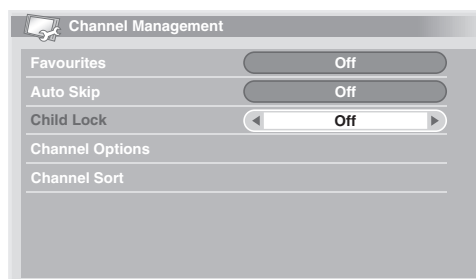 Channel Management
Favourites Off
Auto Skip Off
Child Lock Off
Channel Options
Channel Sort